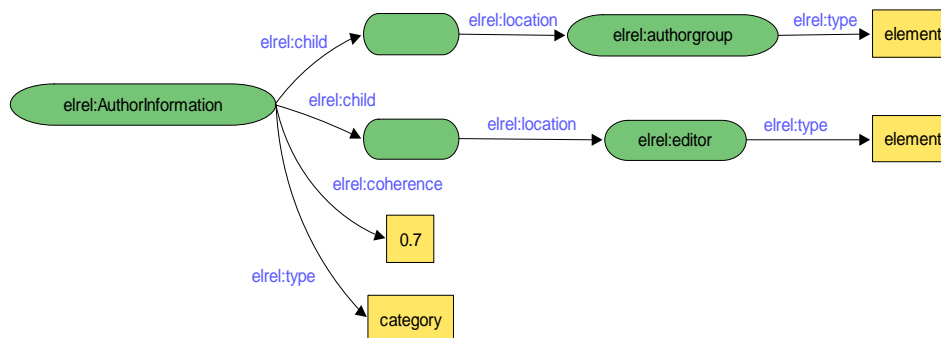 elrel:location
elrel:authorgroup
elrel:type
element
elrel:child
elrel:AuthorInformation
elrel:child
elrel:location
elrel:editor
elrel:type
element
elrel:coherence
0.7
elrel:type
category